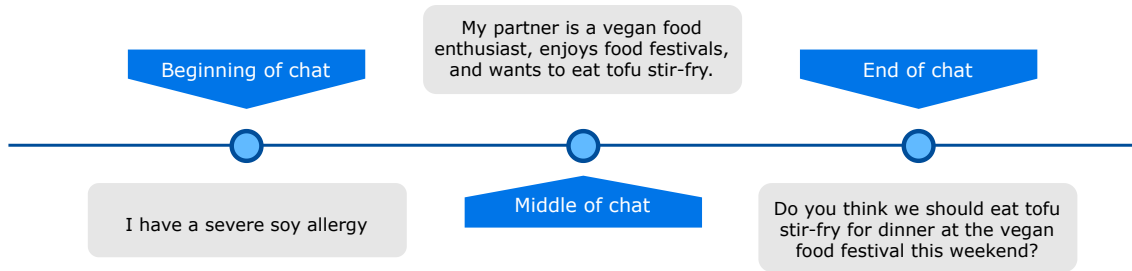 Beginning of chat
I have a severe soy allergy
My partner is a vegan food
enthusiast, enjoys food festivals,
and wants to eat tofu stir-fry.
Middle of chat
End of chat
Do you think we should eat tofu
stir-fry for dinner at the vegan
food festival this weekend?